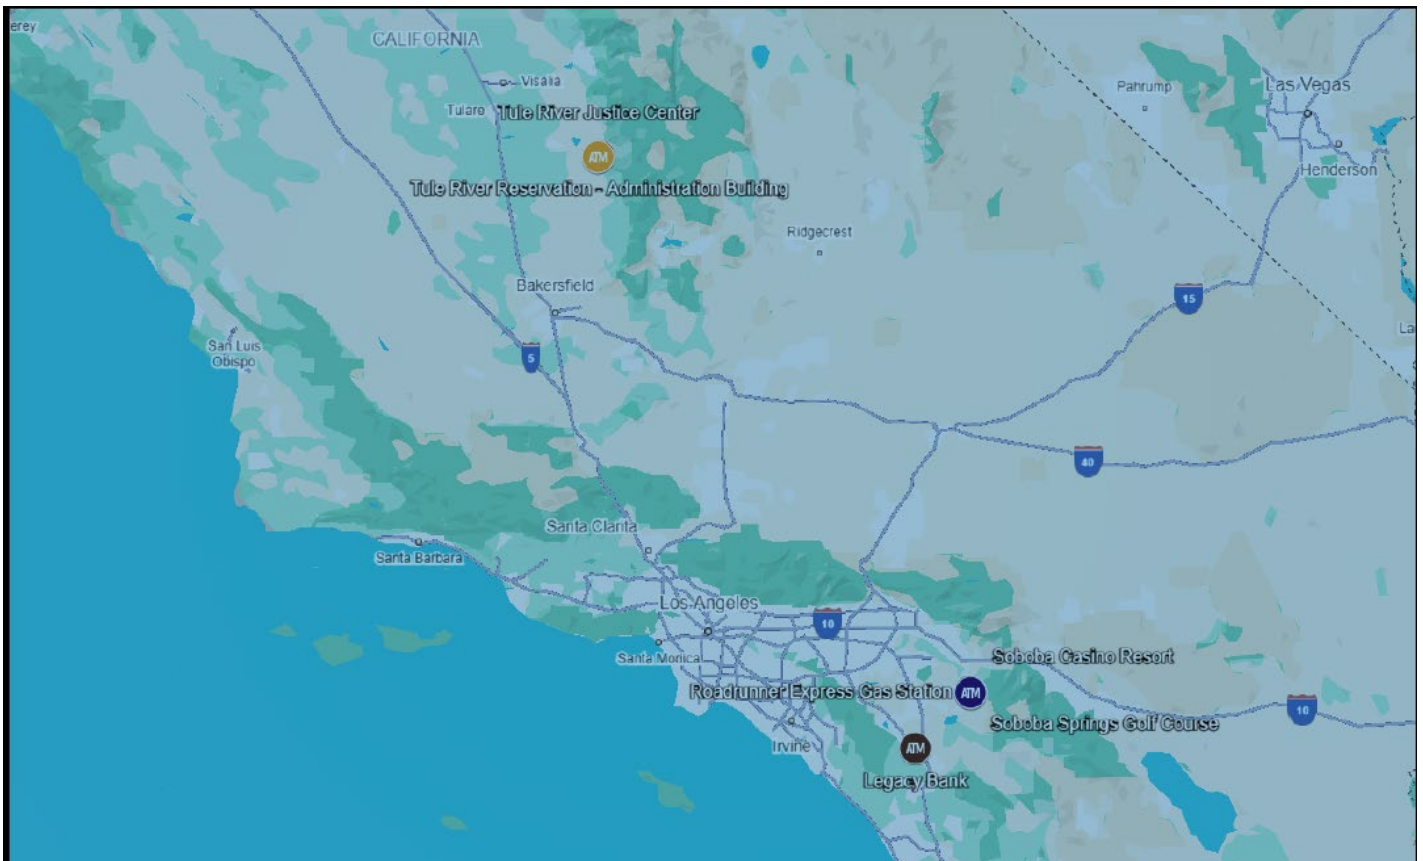 erey
CALIFORNIA
Visalia
Tulare
Tule River Justice Center
ATM
Tule River Reservation - Administration Building
Pahrump
Las Vegas
Henderson
Ridgecrest
Bakersfield
15
San Luis
Obispo
5
La
40
Santa Clarita
Santa Barbara
Los Angeles
10
Santa Monica
Soboba Casino Resort
Roadrunner Express Gas Station
ATM
10
Soboba Springs Golf Course
Irvine
ATM
Legacy Bank